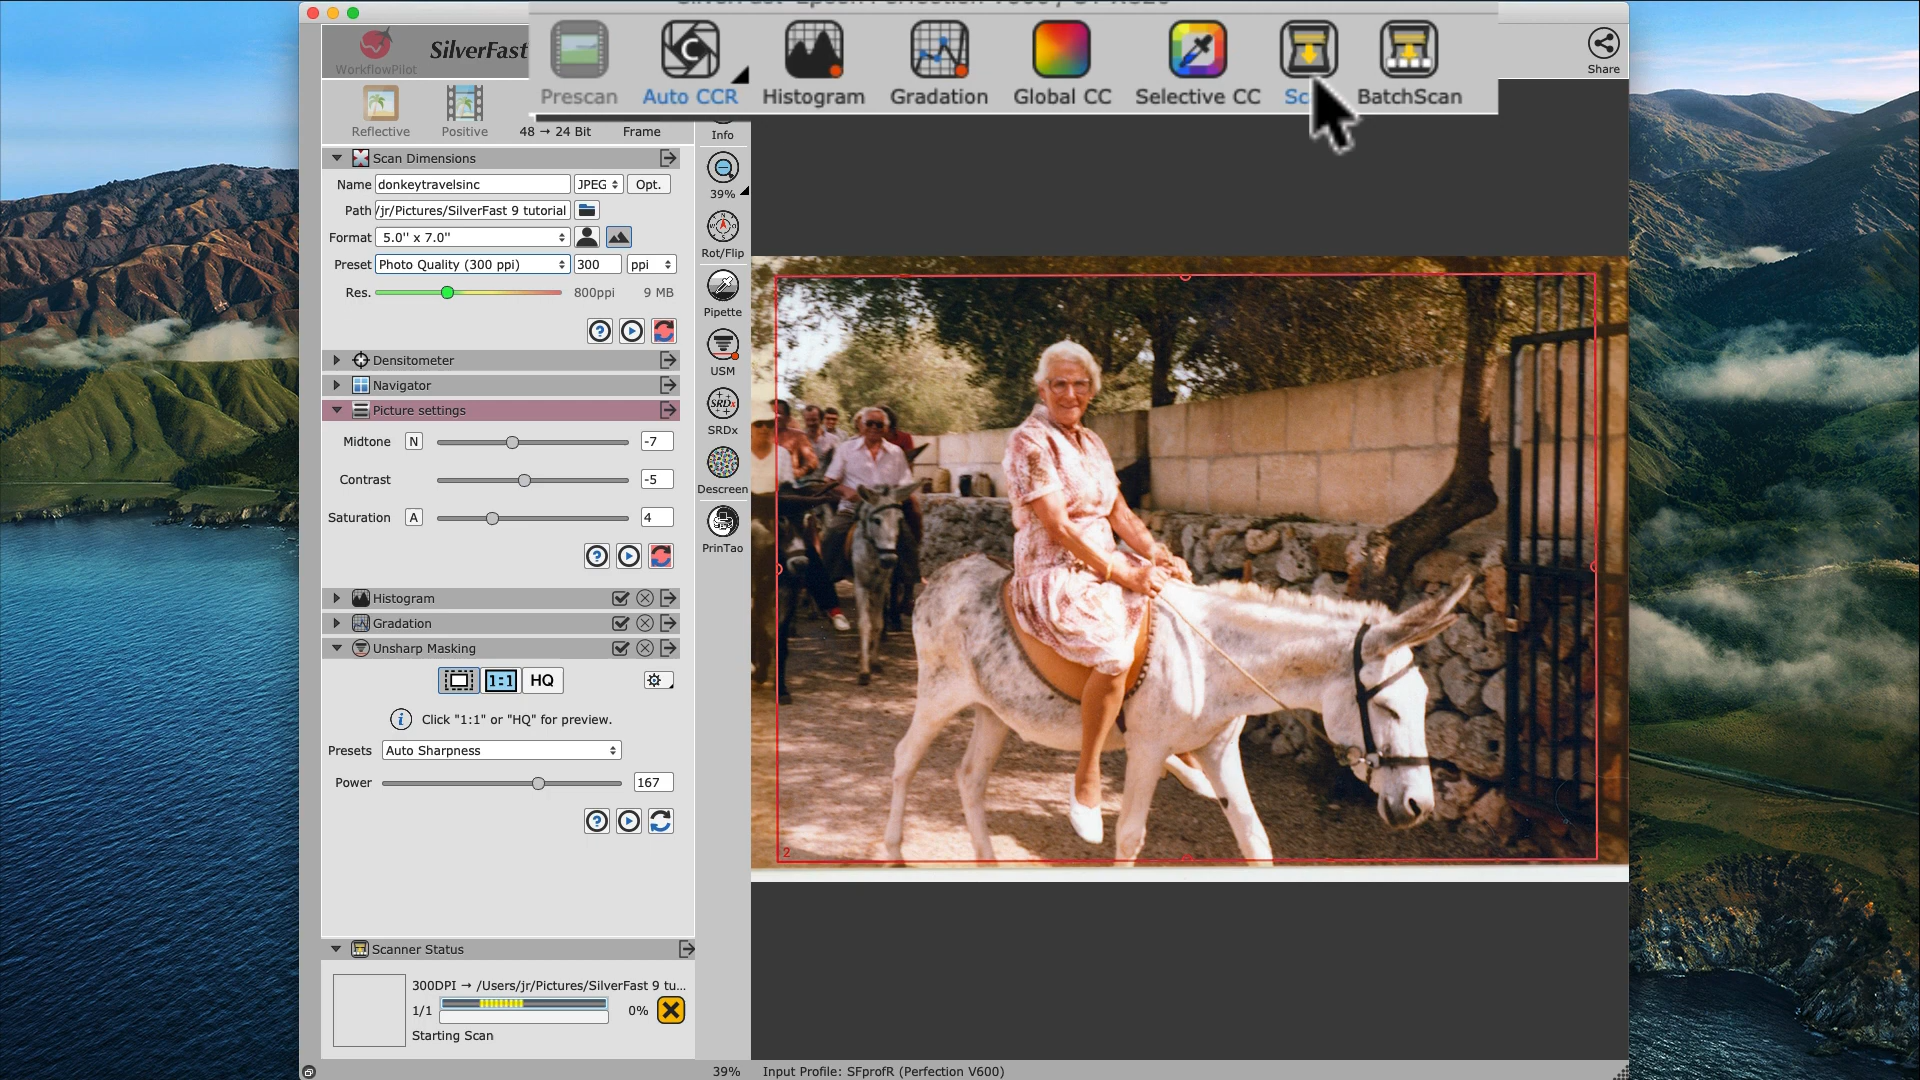 WorkflowPilot
SilverFast
Prescan
Auto CCR
Histogram
Gradation
Global CC
Selective CC
BatchScan
Share
Reflective
Positive
48 → 24 Bit
Frame
Info
39%
Rot/Flip
Pipette
USM
SRDx
SRDx
Descreen
PrinTao
Scan Dimensions
Name donkeytravelsinc JPEG Opt.
Path /jr/Pictures/SilverFast 9 tutorial
Format 5.0'' x 7.0''
Preset Photo Quality (300 ppi) 300 ppi
Res. 800ppi 9 MB
Densitometer
Navigator
Picture settings
Midtone N -7
Contrast -5
Saturation A 4
Histogram
Gradation
Unsharp Masking
1:1 HQ
Click "1:1" or "HQ" for preview.
Presets Auto Sharpness
Power 167
Scanner Status
300DPI → /Users/jr/Pictures/SilverFast 9 tu...
1/1 0%
Starting Scan
2
39% Input Profile: SFprofR (Perfection V600)